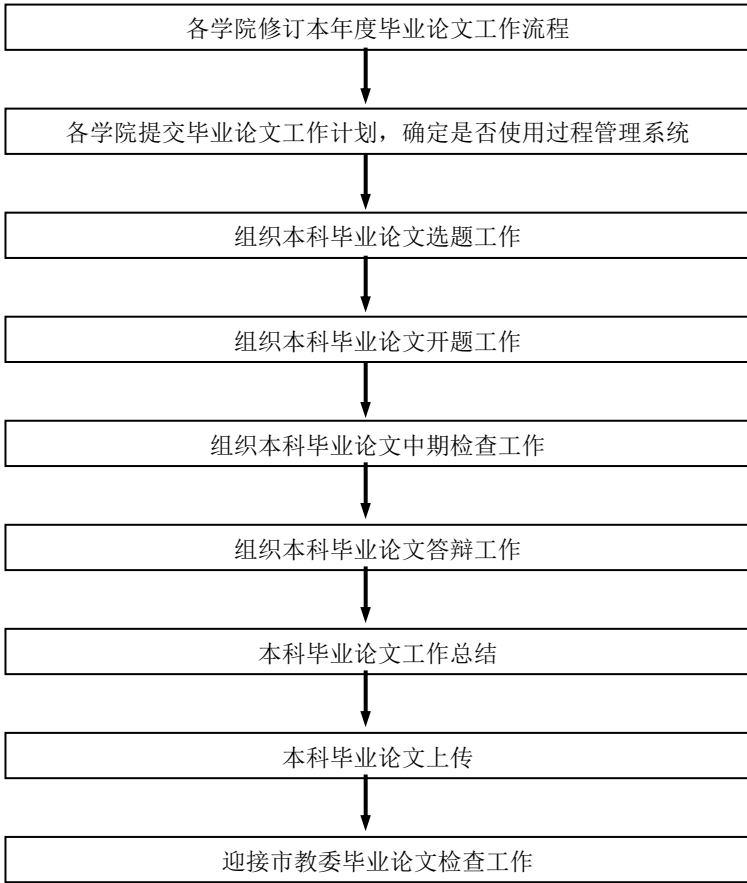 各学院修订本年度毕业论文工作流程
各学院提交毕业论文工作计划，确定是否使用过程管理系统
组织本科毕业论文选题工作
组织本科毕业论文开题工作
组织本科毕业论文中期检查工作
组织本科毕业论文答辩工作
本科毕业论文工作总结
本科毕业论文上传
迎接市教委毕业论文检查工作